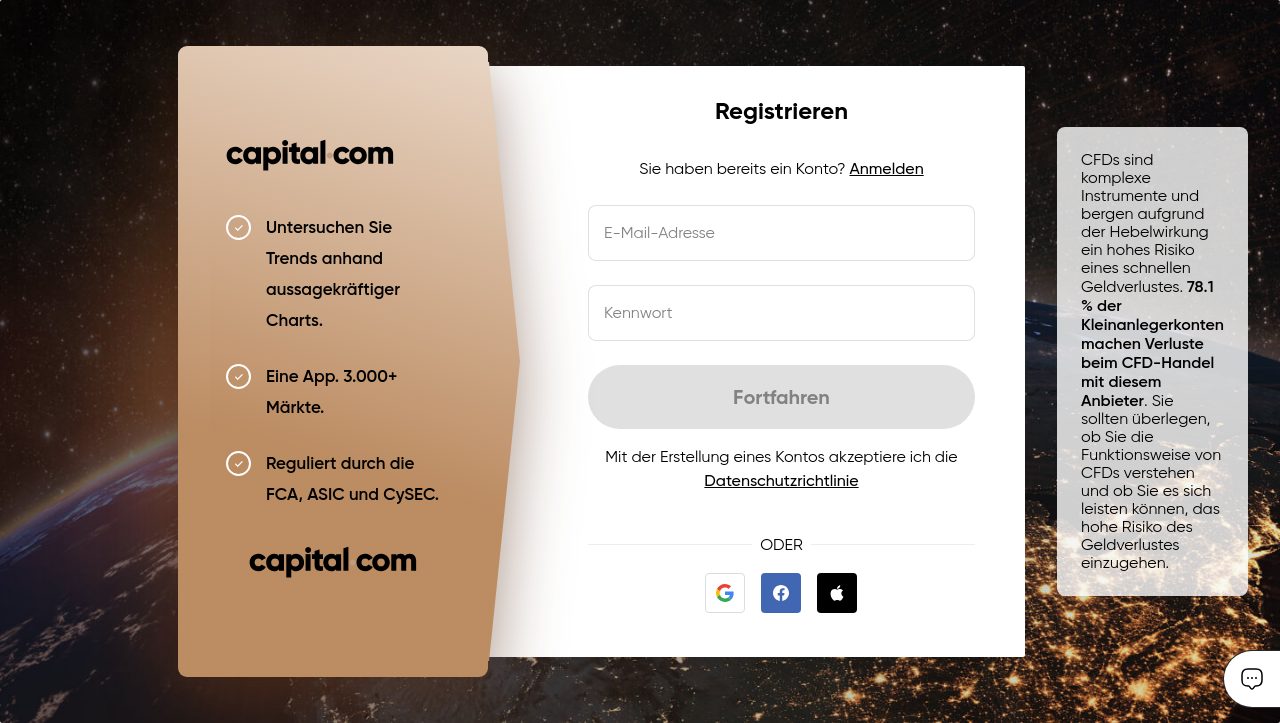 capital com
Untersuchen Sie
Trends anhand
aussagekräftiger
Charts.
Eine App. 3.000+
Märkte.
Reguliert durch die
FCA, ASIC und CySEC.
capital com
Registrieren
Sie haben bereits ein Konto? Anmelden
E-Mail-Adresse
Kennwort
Fortfahren
Mit der Erstellung eines Kontos akzeptiere ich die
Datenschutzrichtlinie
ODER
CFDs sind
komplexe
Instrumente und
bergen aufgrund
der Hebelwirkung
ein hohes Risiko
eines schnellen
Geldverlustes. 78.1
% der
Kleinanlegerkonten
machen Verluste
beim CFD-Handel
mit diesem
Anbieter. Sie
sollten überlegen,
ob Sie die
Funktionsweise von
CFDs verstehen
und ob Sie es sich
leisten können, das
hohe Risiko des
Geldverlustes
einzugehen.